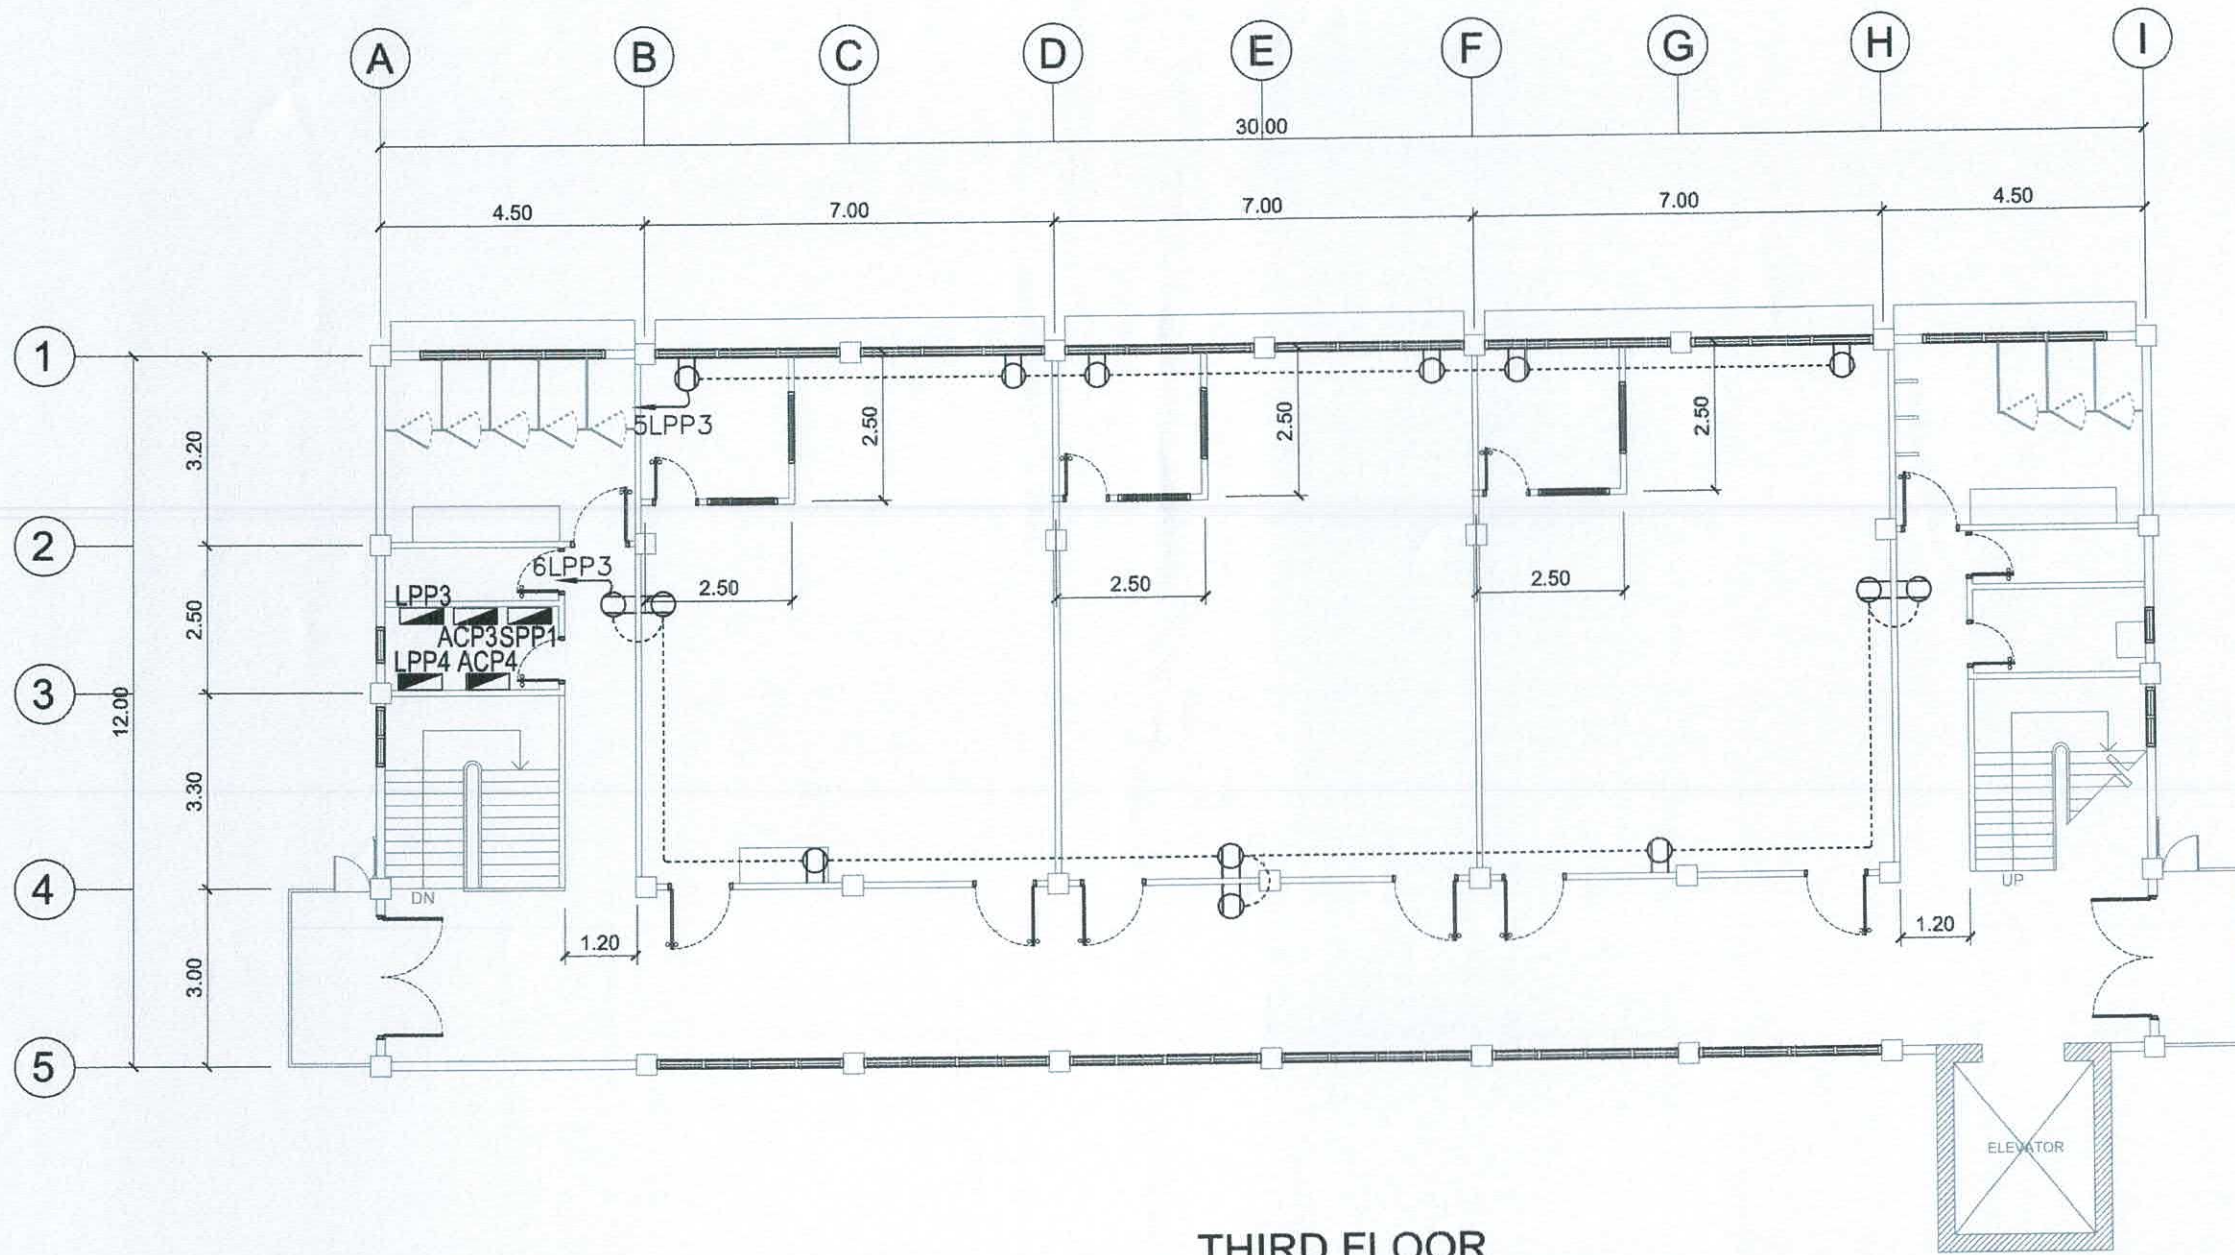 A B C D E F G H I
30.00
4.50 7.00 7.00 7.00 4.50
1
2
3
4
5
3.20
2.50
3.30
3.00
12.00
5LPP3
2.50
2.50
2.50
6LPP3
2.50
2.50
2.50
LPP3
ACP3 SPP1
LPP4 ACP4
DN
UP
1.20
1.20
ELEVATOR
THIRD FLOOR